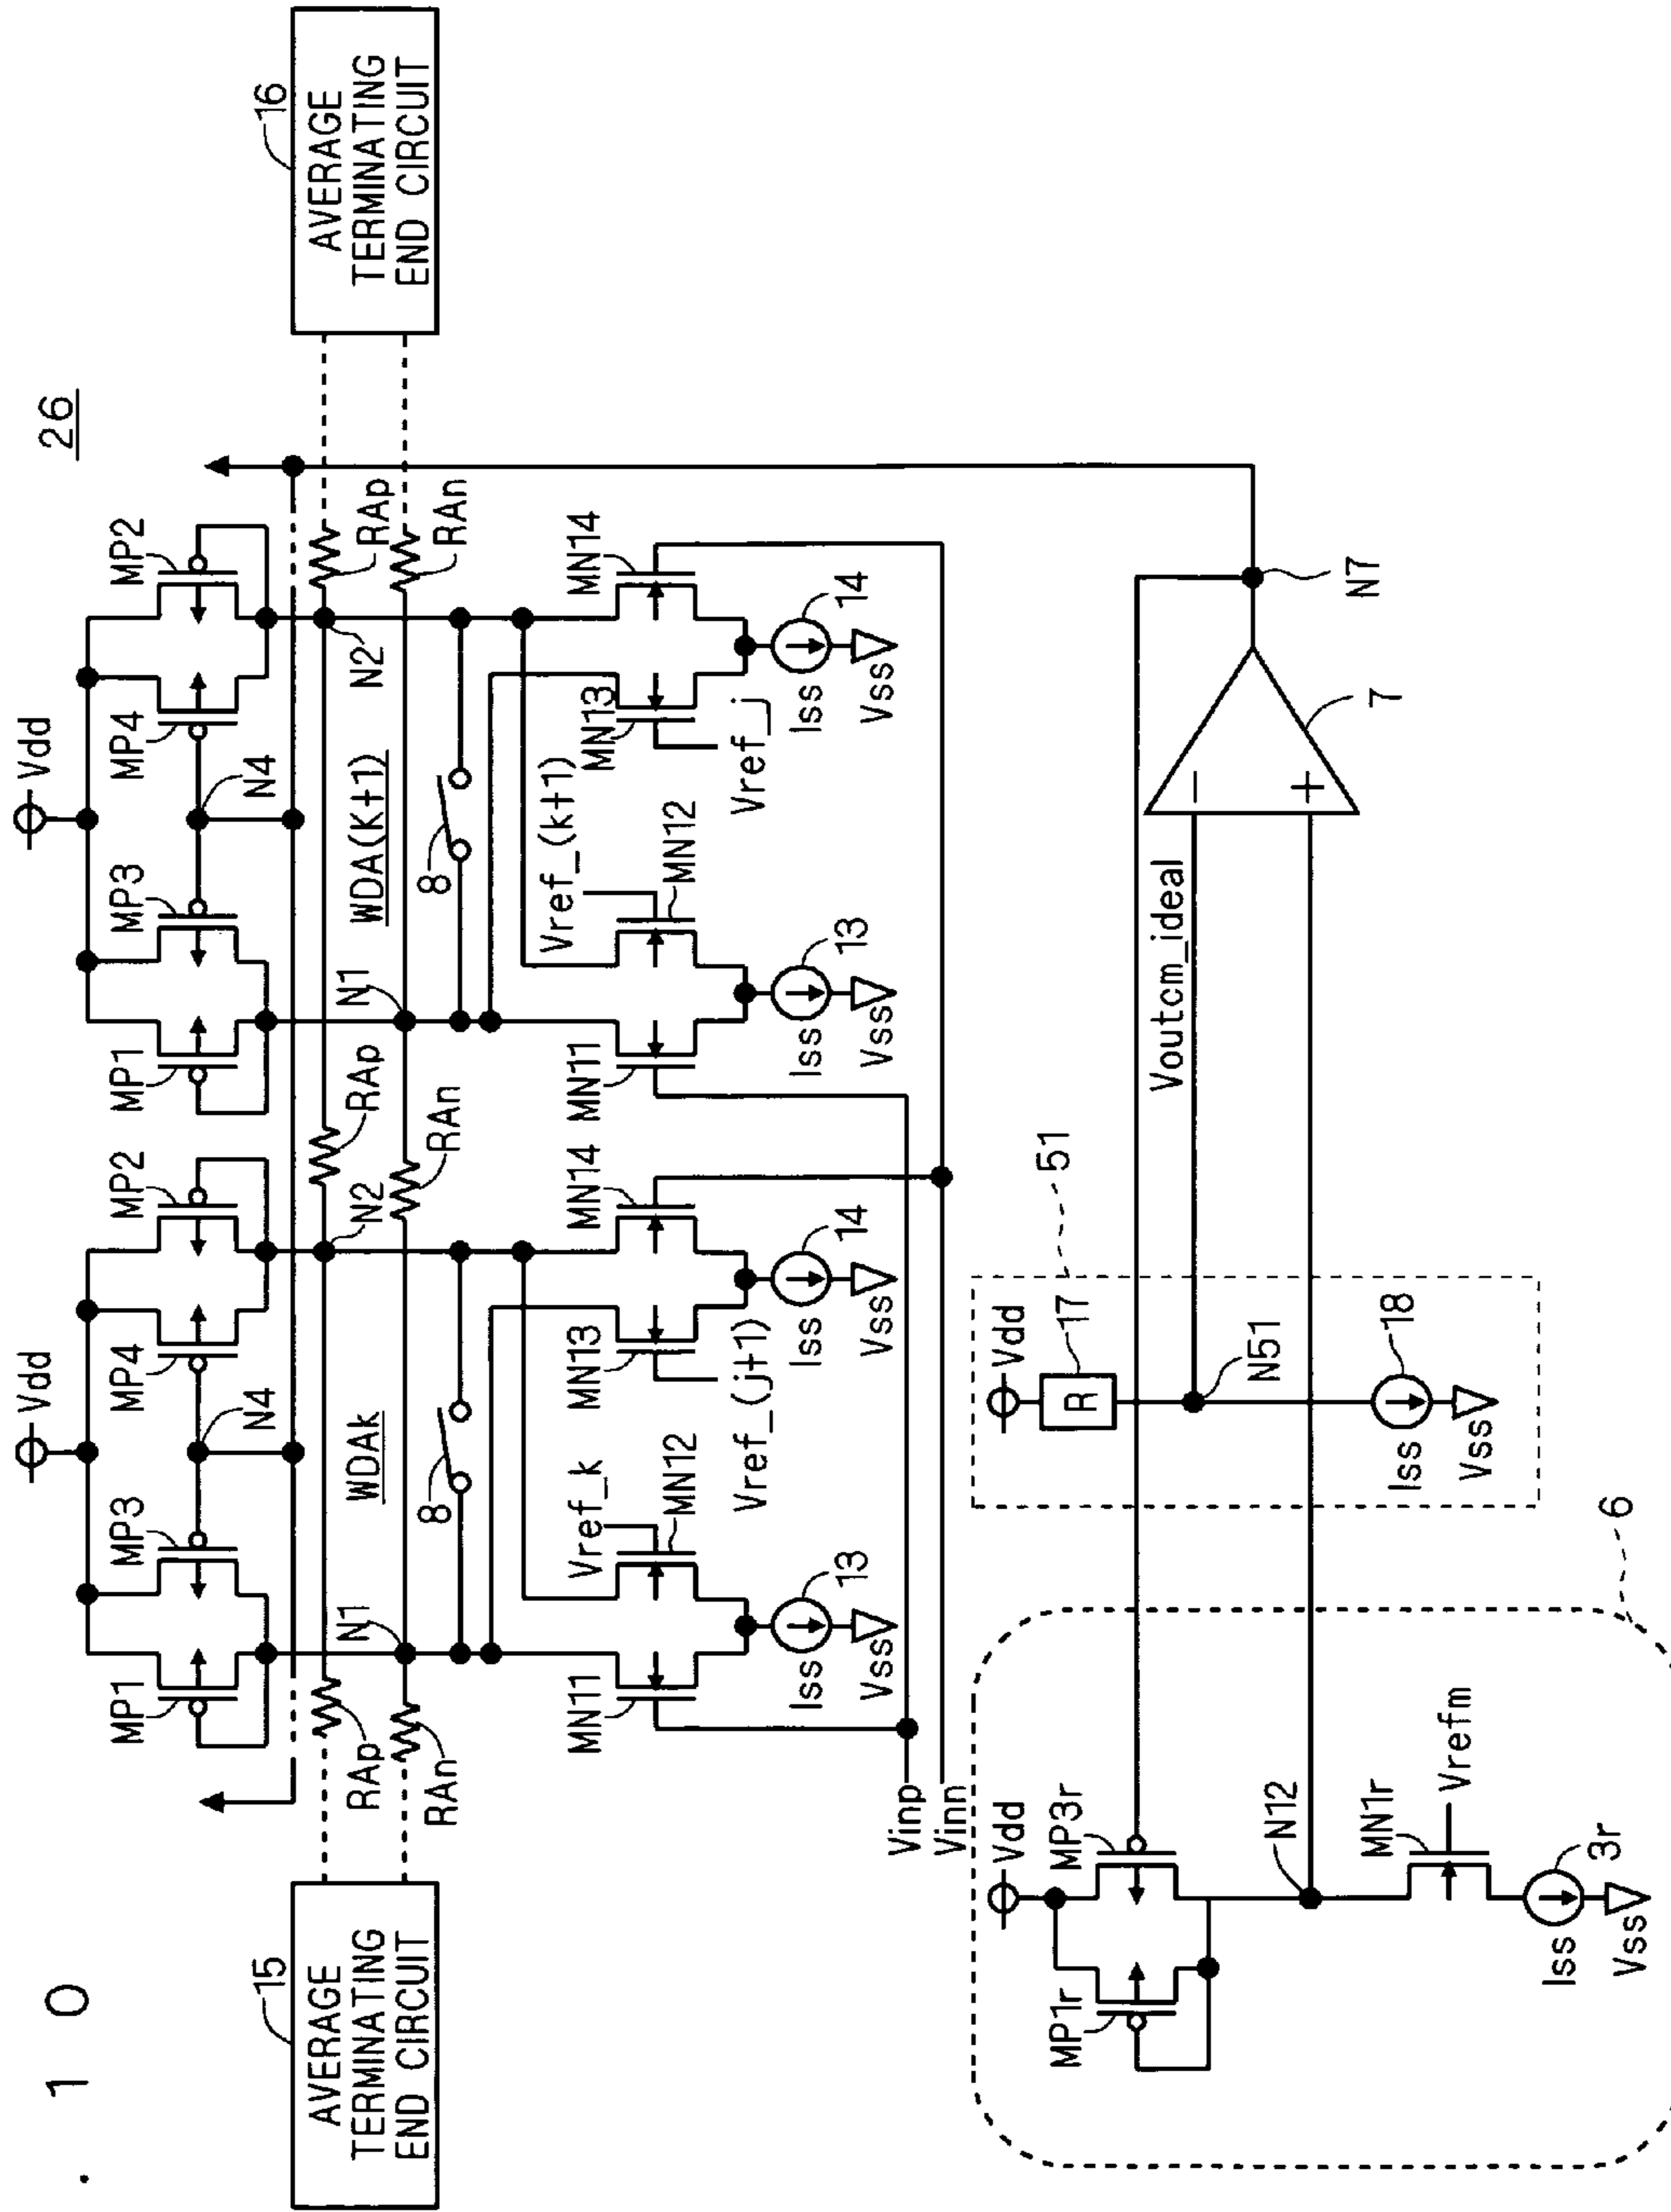 . 1 0
26
15
AVERAGE
TERMINATING
END CIRCUIT
16
AVERAGE
TERMINATING
END CIRCUIT
Vdd
MP1
MP3
MP4
MP2
N4
RAp
RAn
N1
WDAk
N2
RAp
RAn
8
Vref_k
MN11
MN12
MN13
MN14
Vref_(j+1)
Iss
13
Vss
Iss
14
Vss
Vdd
MP1
MP3
MP4
MP2
N4
N1
WDA(K+1)
N2
RAp
RAn
8
Vref_(k+1)
MN11
MN12
MN13
MN14
Vref_j
Iss
13
Vss
Iss
14
Vss
Vinp
Vinn
Vdd
MP1r
MP3r
N12
MN1r
Vrefm
Iss
3r
Vss
6
51
Vdd
17
R
N51
Iss
18
Vss
Voutcm_ideal
−
+
7
N7